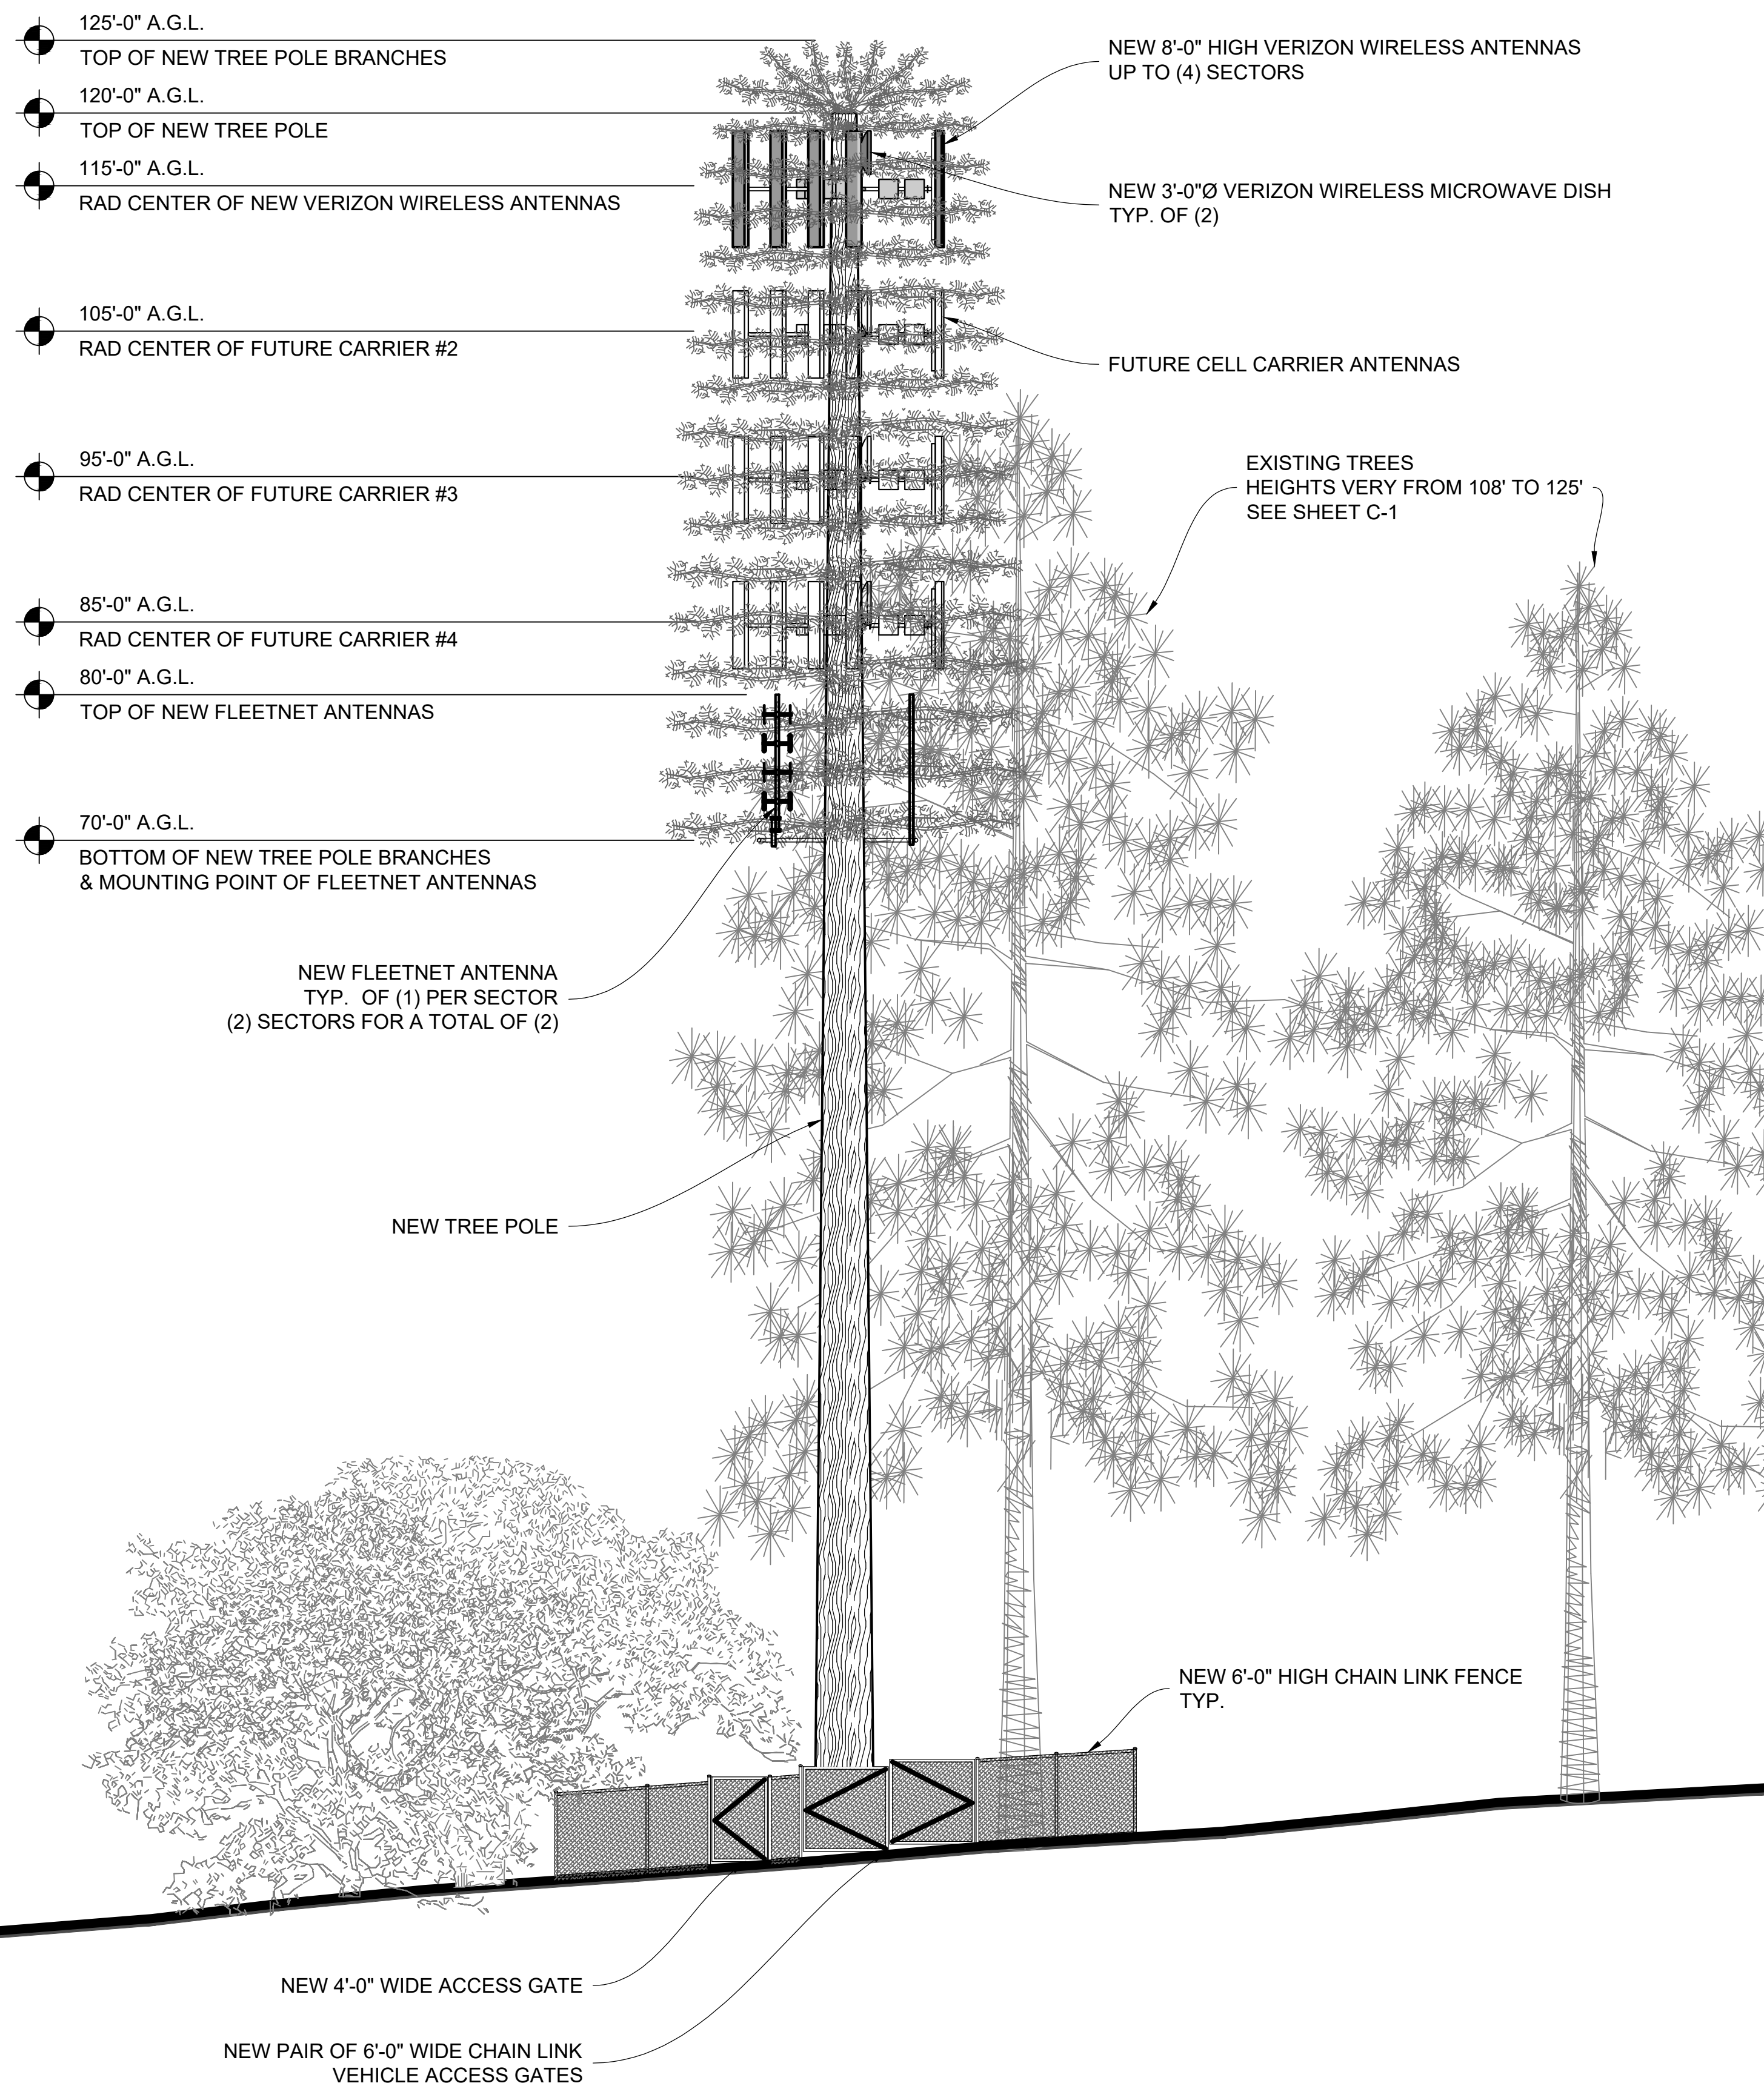 125'-0" A.G.L.
TOP OF NEW TREE POLE BRANCHES
120'-0" A.G.L.
TOP OF NEW TREE POLE
115'-0" A.G.L.
RAD CENTER OF NEW VERIZON WIRELESS ANTENNAS
105'-0" A.G.L.
RAD CENTER OF FUTURE CARRIER #2
95'-0" A.G.L.
RAD CENTER OF FUTURE CARRIER #3
85'-0" A.G.L.
RAD CENTER OF FUTURE CARRIER #4
80'-0" A.G.L.
TOP OF NEW FLEETNET ANTENNAS
70'-0" A.G.L.
BOTTOM OF NEW TREE POLE BRANCHES
& MOUNTING POINT OF FLEETNET ANTENNAS
NEW FLEETNET ANTENNA
TYP. OF (1) PER SECTOR
(2) SECTORS FOR A TOTAL OF (2)
NEW TREE POLE
NEW 8'-0" HIGH VERIZON WIRELESS ANTENNAS
UP TO (4) SECTORS
NEW 3'-0"Ø VERIZON WIRELESS MICROWAVE DISH
TYP. OF (2)
FUTURE CELL CARRIER ANTENNAS
EXISTING TREES
HEIGHTS VERY FROM 108' TO 125'
SEE SHEET C-1
NEW 6'-0" HIGH CHAIN LINK FENCE
TYP.
NEW 4'-0" WIDE ACCESS GATE
NEW PAIR OF 6'-0" WIDE CHAIN LINK
VEHICLE ACCESS GATES